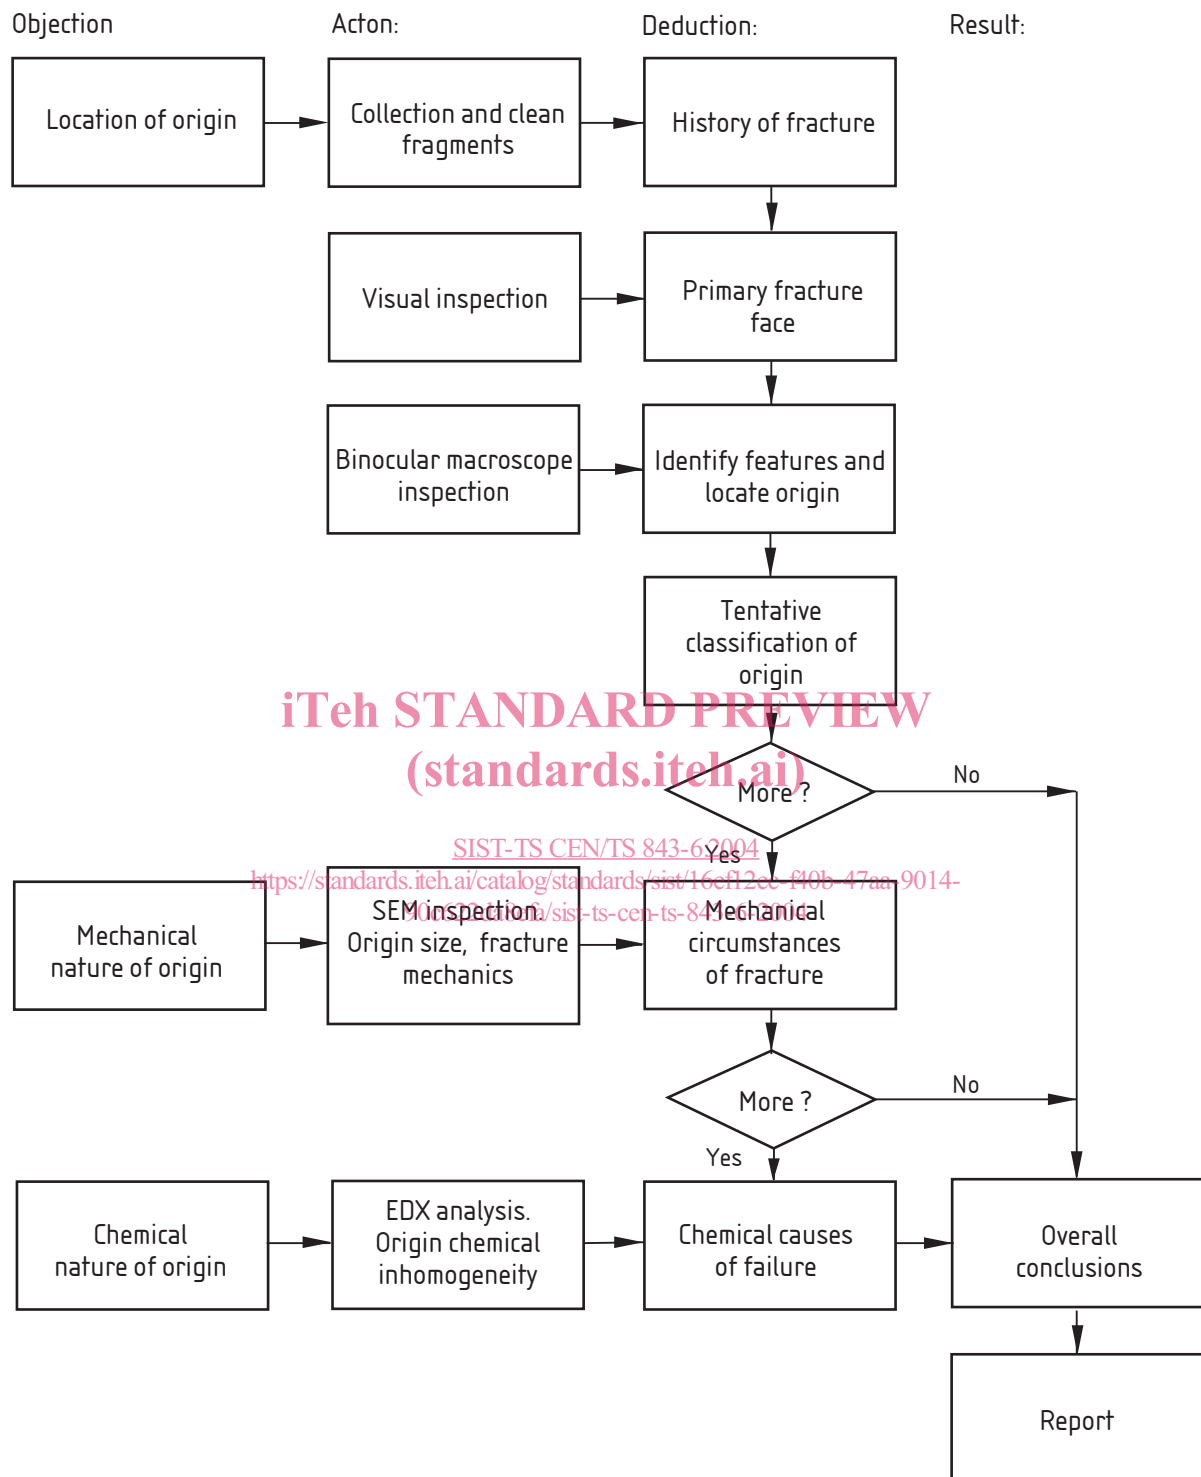 Objection
Acton:
Deduction:
Result:
Location of origin
Collection and clean
fragments
History of fracture
Visual inspection
Primary fracture
face
Binocular macroscope
inspection
Identify features and
locate origin
Tentative
classification of
origin
iTeh STANDARD PREVIEW
(standards.iteh.ai)
More ?
No
SIST-TS CEN/TS 843-6:2004
Yes
https://standards.iteh.ai/catalog/standards/sist/16cf12ee-f40b-47aa-9014-
Mechanical
nature of origin
SEM inspection.
Origin size, fracture
mechanics
Mechanical
circumstances
of fracture
More ?
No
Yes
Chemical
nature of origin
EDX analysis.
Origin chemical
inhomogeneity
Chemical causes
of failure
Overall
conclusions
Report